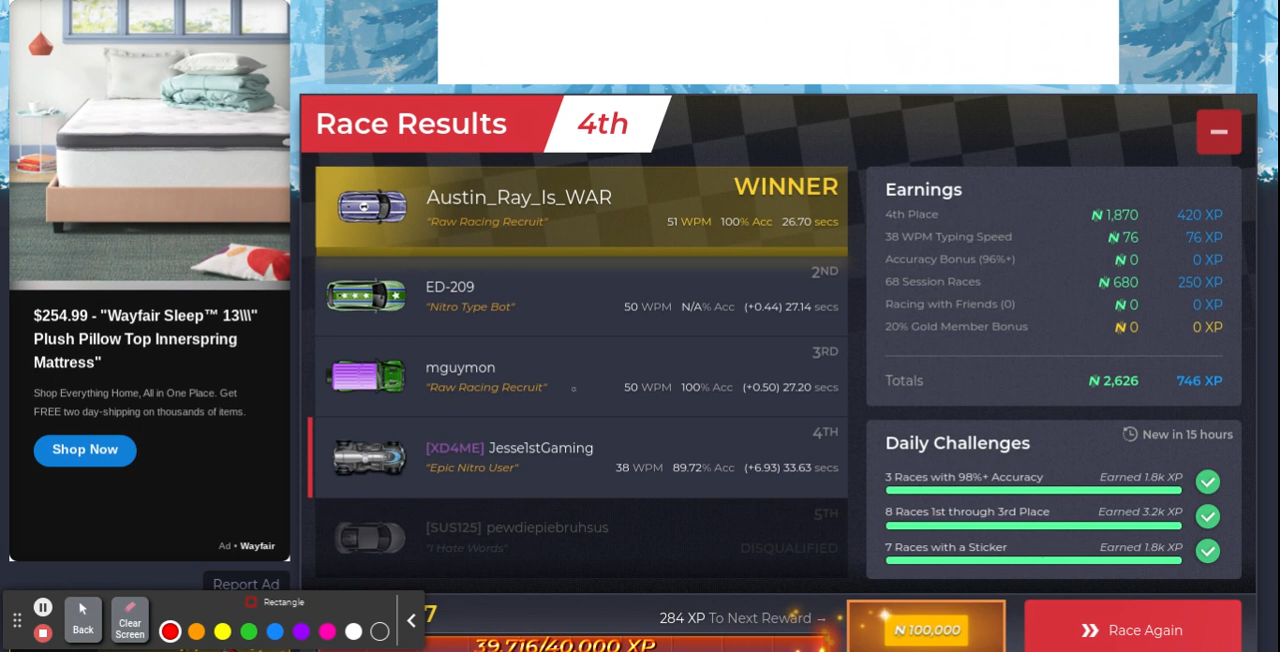 Race Results
4th
Austin_Ray_Is_WAR
WINNER
"Raw Racing Recruit"
51 WPM 100% Acc 26.70 secs
2ND
ED-209
"Nitro Type Bot"
50 WPM N/A% Acc (+0.44) 27.14 secs
3RD
mguymon
"Raw Racing Recruit"
50 WPM 100% Acc (+0.50) 27.20 secs
4TH
[XD4ME] Jesse1stGaming
"Epic Nitro User"
38 WPM 89.72% Acc (+6.93) 33.63 secs
5TH
[SUS125] pewdiepiebruhsus
"I Hate Words"
DISQUALIFIED
Earnings
4th Place N 1,870 420 XP
38 WPM Typing Speed N 76 76 XP
Accuracy Bonus (96%+) N 0 0 XP
68 Session Races N 680 250 XP
Racing with Friends (0) N 0 0 XP
20% Gold Member Bonus N 0 0 XP
Totals N 2,626 746 XP
Daily Challenges
New in 15 hours
3 Races with 98%+ Accuracy Earned 1.8k XP
8 Races 1st through 3rd Place Earned 3.2k XP
7 Races with a Sticker Earned 1.8k XP
$254.99 - "Wayfair Sleep™ 13\\\"
Plush Pillow Top Innerspring
Mattress"
Shop Everything Home, All in One Place. Get
FREE two day-shipping on thousands of items.
Shop Now
Ad • Wayfair
Report Ad
Rectangle
Back
Clear
Screen
7
284 XP To Next Reward →
39,716/40,000 XP
N 100,000
Race Again